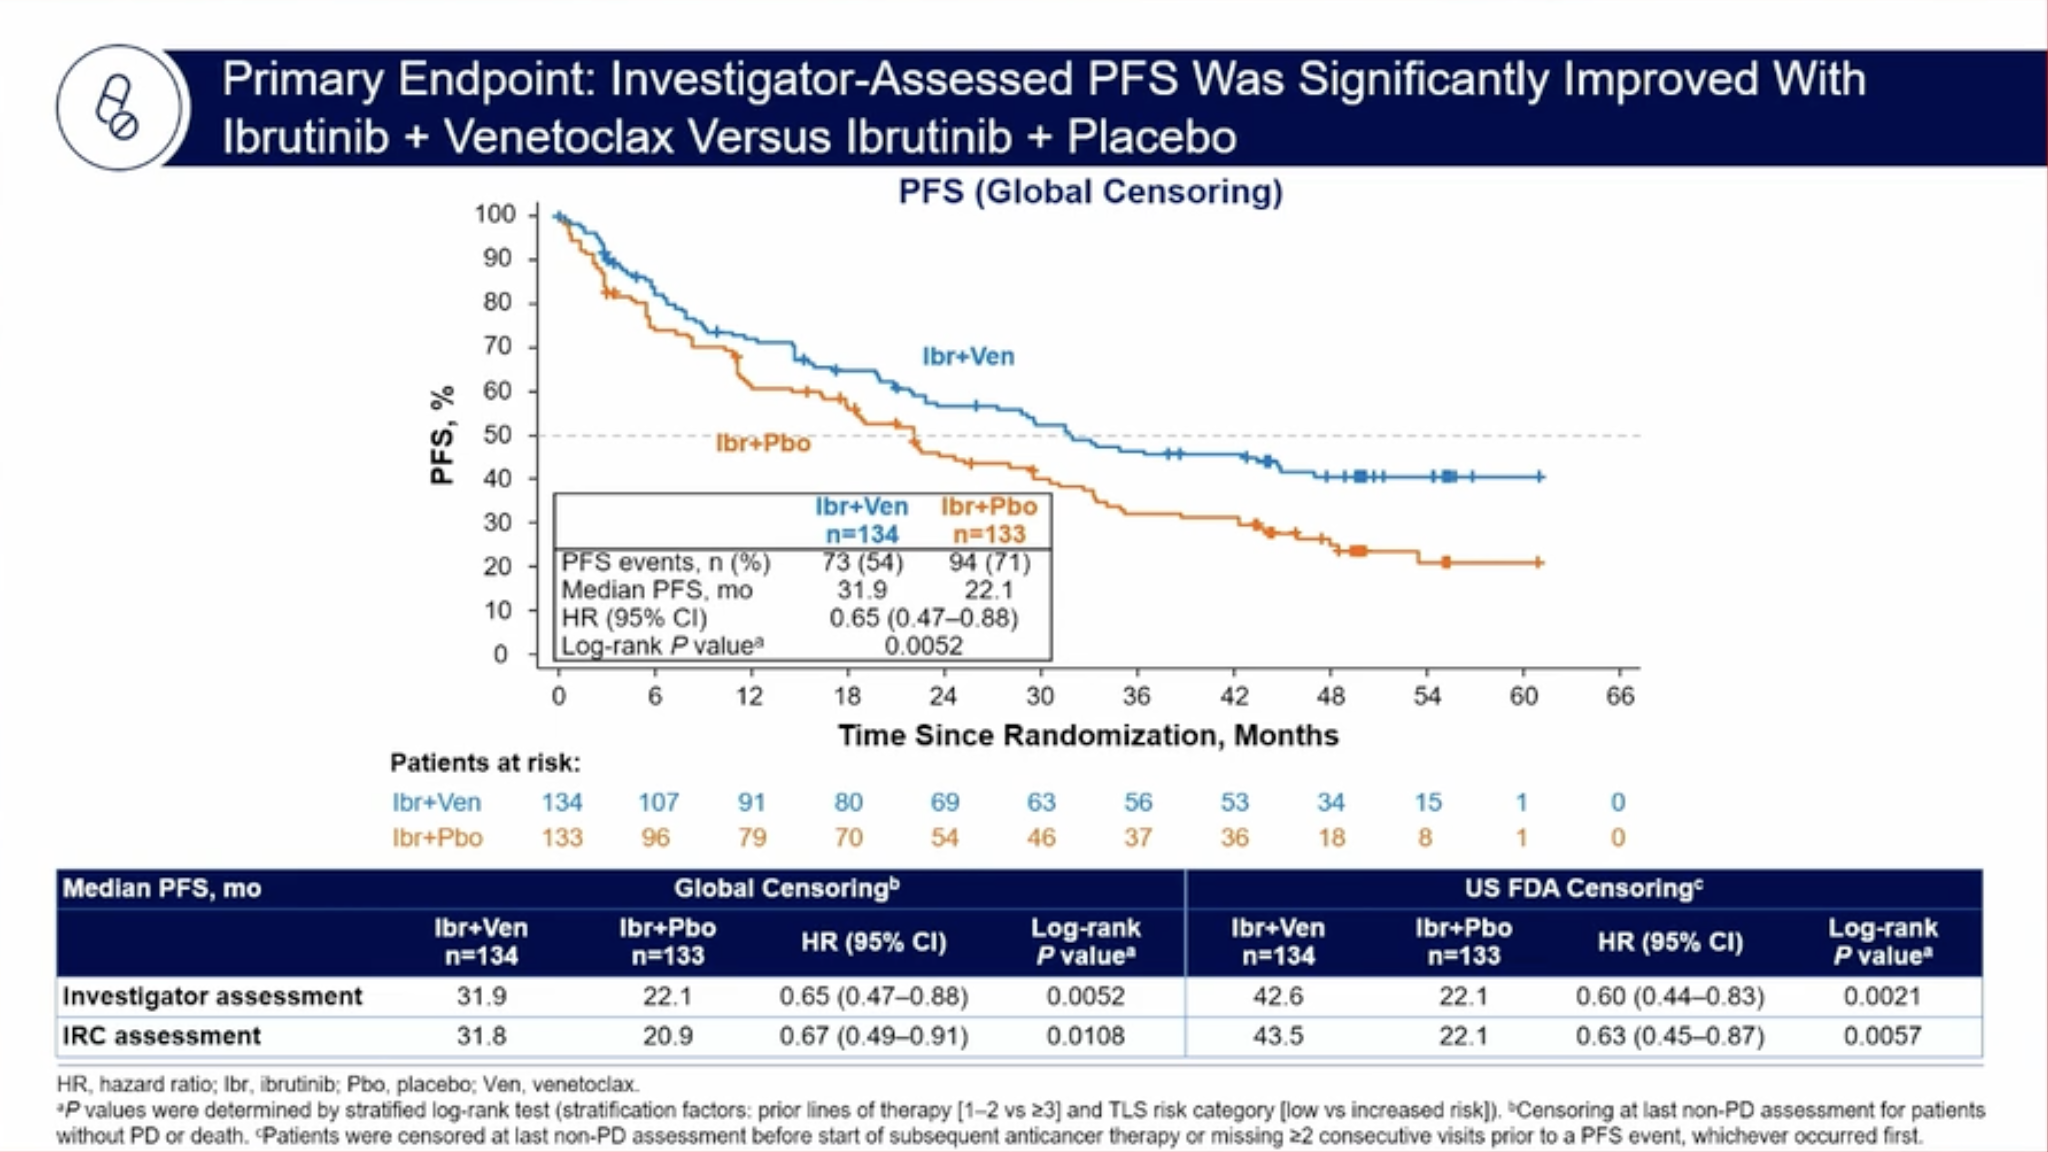 Primary Endpoint: Investigator-Assessed PFS Was Significantly Improved With
Ibrutinib + Venetoclax Versus Ibrutinib + Placebo
PFS (Global Censoring)
PFS, %
100
90
80
70
60
50
40
30
20
10
0
Ibr+Ven
Ibr+Pbo
Ibr+Ven Ibr+Pbo
n=134 n=133
PFS events, n (%) 73 (54) 94 (71)
Median PFS, mo 31.9 22.1
HR (95% CI) 0.65 (0.47–0.88)
Log-rank P valueᵃ 0.0052
0 6 12 18 24 30 36 42 48 54 60 66
Time Since Randomization, Months
Patients at risk:
Ibr+Ven 134 107 91 80 69 63 56 53 34 15 1 0
Ibr+Pbo 133 96 79 70 54 46 37 36 18 8 1 0
Median PFS, mo Global Censoringᵇ US FDA Censoringᶜ
Ibr+Ven Ibr+Pbo HR (95% CI) Log-rank Ibr+Ven Ibr+Pbo HR (95% CI) Log-rank
n=134 n=133 P valueᵃ n=134 n=133 P valueᵃ
Investigator assessment 31.9 22.1 0.65 (0.47–0.88) 0.0052 42.6 22.1 0.60 (0.44–0.83) 0.0021
IRC assessment 31.8 20.9 0.67 (0.49–0.91) 0.0108 43.5 22.1 0.63 (0.45–0.87) 0.0057
HR, hazard ratio; Ibr, ibrutinib; Pbo, placebo; Ven, venetoclax.
ᵃP values were determined by stratified log-rank test (stratification factors: prior lines of therapy [1–2 vs ≥3] and TLS risk category [low vs increased risk]). ᵇCensoring at last non-PD assessment for patients
without PD or death. ᶜPatients were censored at last non-PD assessment before start of subsequent anticancer therapy or missing ≥2 consecutive visits prior to a PFS event, whichever occurred first.